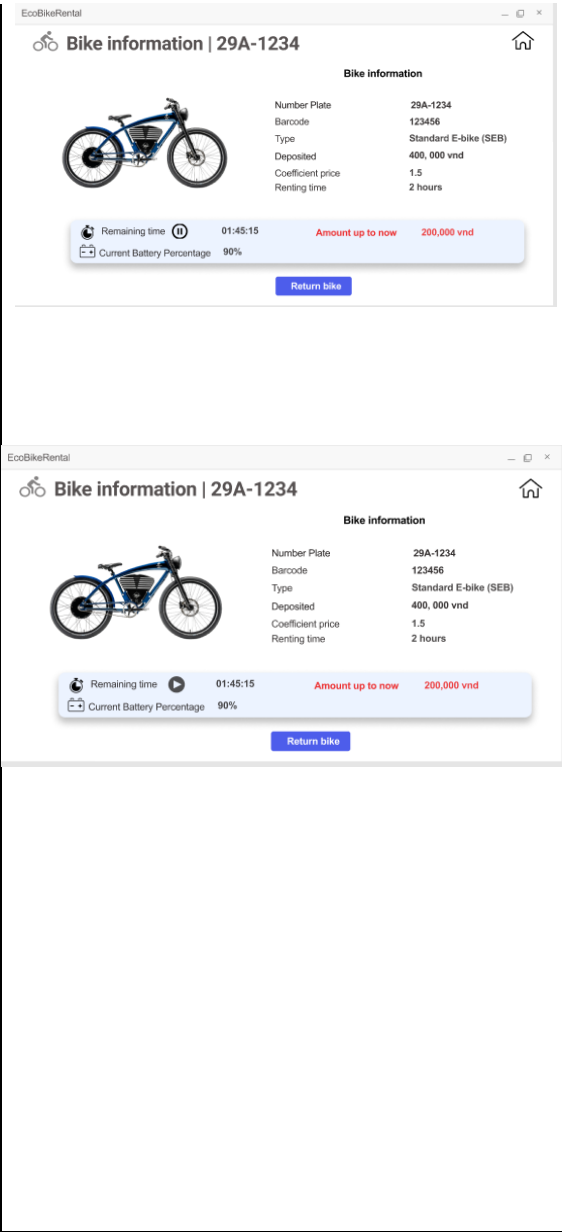 EcoBikeRental
Bike information | 29A-1234
Bike information
Number Plate 29A-1234
Barcode 123456
Type Standard E-bike (SEB)
Deposited 400, 000 vnd
Coefficient price 1.5
Renting time 2 hours
Remaining time 01:45:15 Amount up to now 200,000 vnd
Current Battery Percentage 90%
Return bike
EcoBikeRental
Bike information | 29A-1234
Bike information
Number Plate 29A-1234
Barcode 123456
Type Standard E-bike (SEB)
Deposited 400, 000 vnd
Coefficient price 1.5
Renting time 2 hours
Remaining time 01:45:15 Amount up to now 200,000 vnd
Current Battery Percentage 90%
Return bike